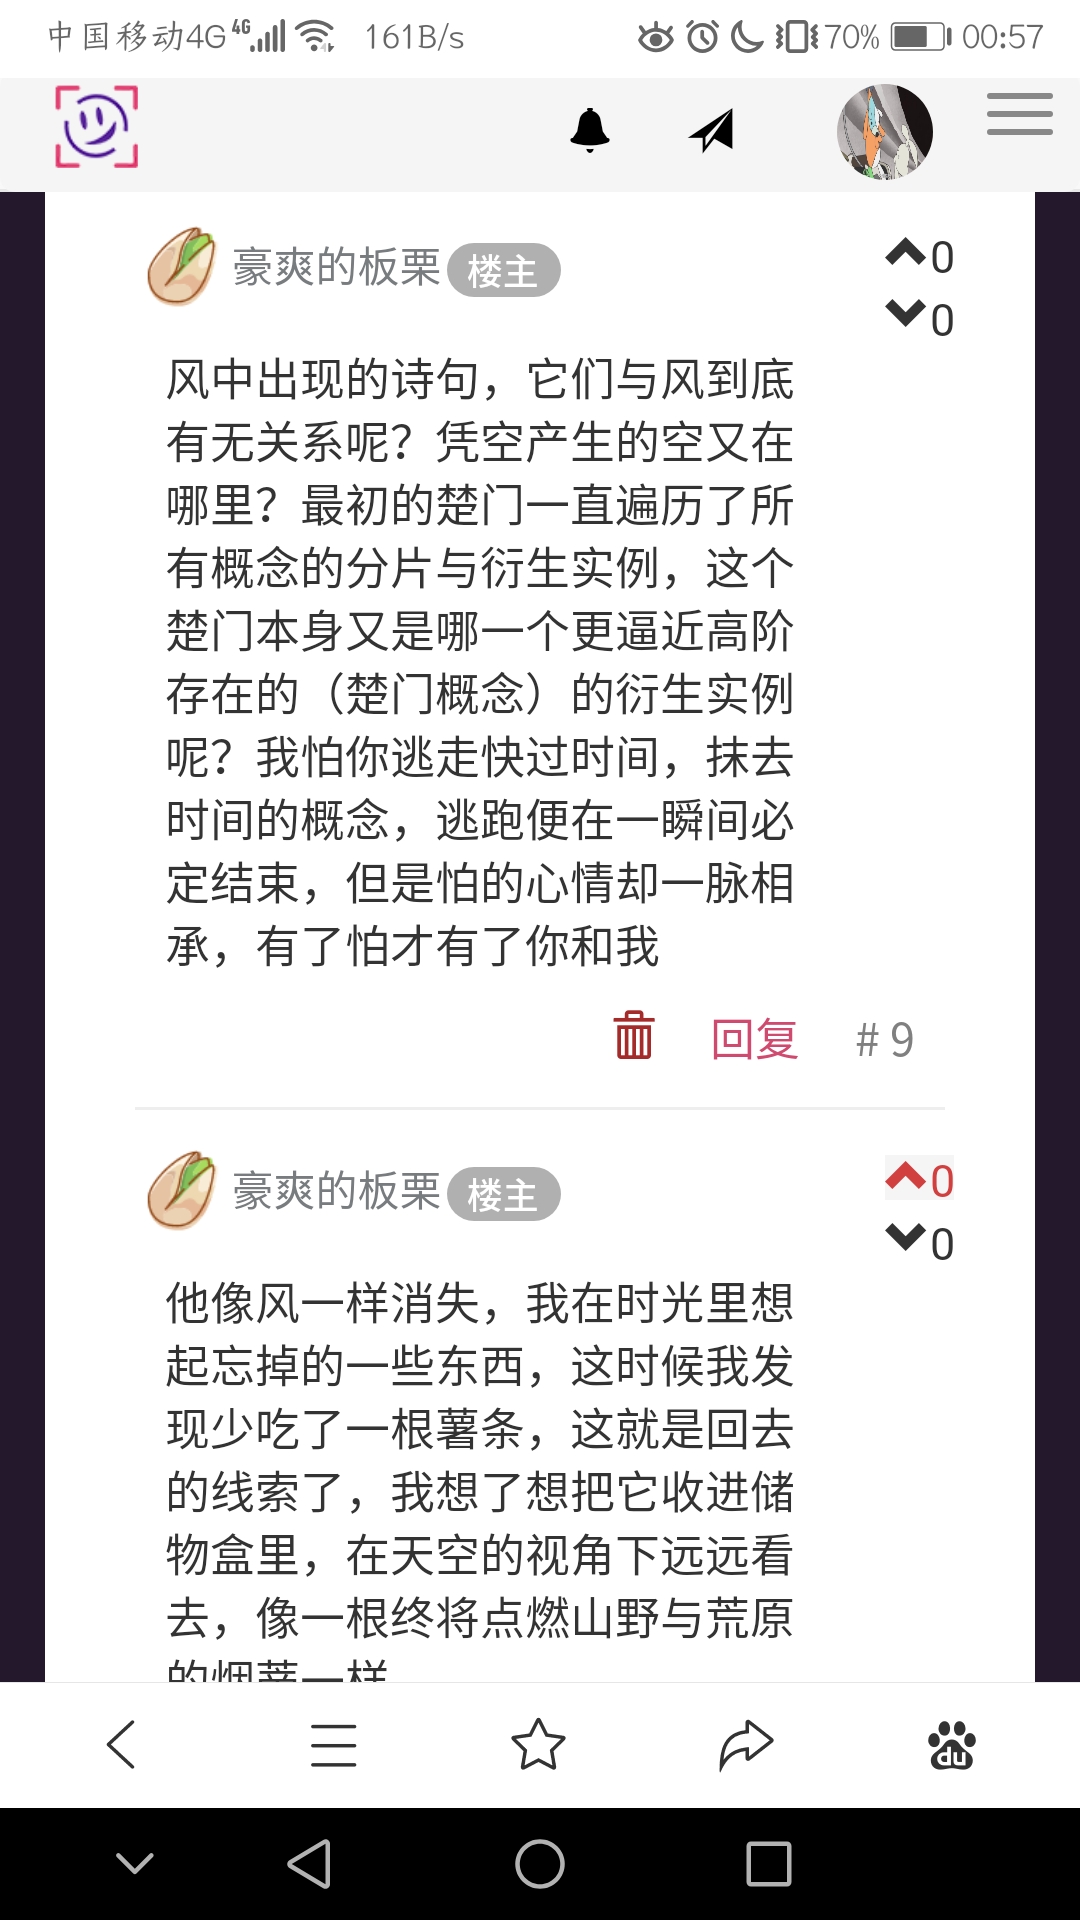 中国移动4G 4G 161B/s 70% 00:57
豪爽的板栗 楼主 0
0
风中出现的诗句，它们与风到底
有无关系呢？凭空产生的空又在
哪里？最初的楚门一直遍历了所
有概念的分片与衍生实例，这个
楚门本身又是哪一个更逼近高阶
存在的（楚门概念）的衍生实例
呢？我怕你逃走快过时间，抹去
时间的概念，逃跑便在一瞬间必
定结束，但是怕的心情却一脉相
承，有了怕才有了你和我
回复 # 9
豪爽的板栗 楼主 0
0
他像风一样消失，我在时光里想
起忘掉的一些东西，这时候我发
现少吃了一根薯条，这就是回去
的线索了，我想了想把它收进储
物盒里，在天空的视角下远远看
去，像一根终将点燃山野与荒原
的烟蒂一样
du